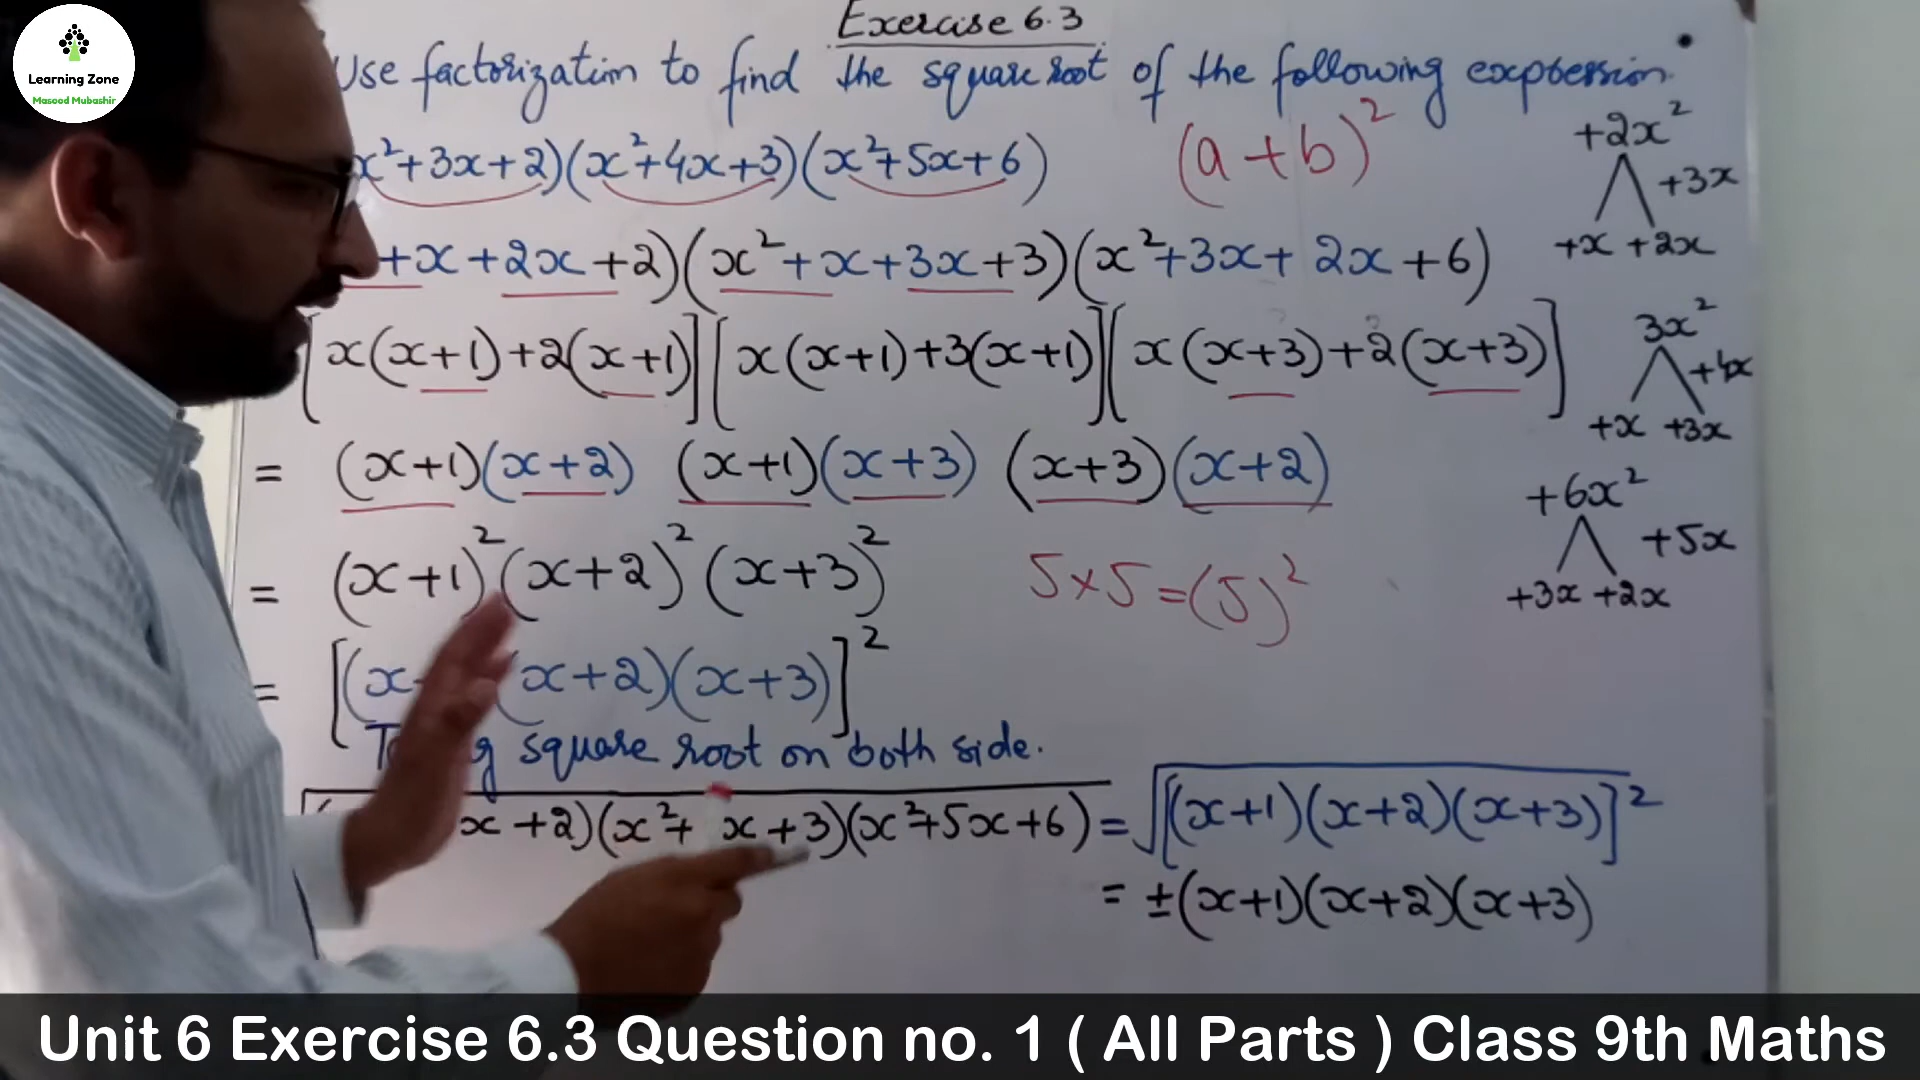 Learning Zone
Masood Mubashir
Exercise 6.3
Use factorization to find the square root of the following expression.
x²+3x+2)(x²+4x+3)(x²+5x+6)
(a+b)²
+2x²
+3x
+x +2x
+x+2x+2)(x²+x+3x+3)(x²+3x+2x+6)
[x(x+1)+2(x+1)][x(x+1)+3(x+1)][x(x+3)+2(x+3)]
3x²
+4x
+x +3x
= (x+1)(x+2) (x+1)(x+3) (x+3)(x+2)
+6x²
+5x
+3x +2x
= (x+1)²(x+2)²(x+3)²
5×5=(5)²
= [(x (x+2)(x+3)]²
square root on both side.
x+2)(x²+ x+3)(x²+5x+6) = √[(x+1)(x+2)(x+3)]²
= ±(x+1)(x+2)(x+3)
Unit 6 Exercise 6.3 Question no. 1 ( All Parts ) Class 9th Maths